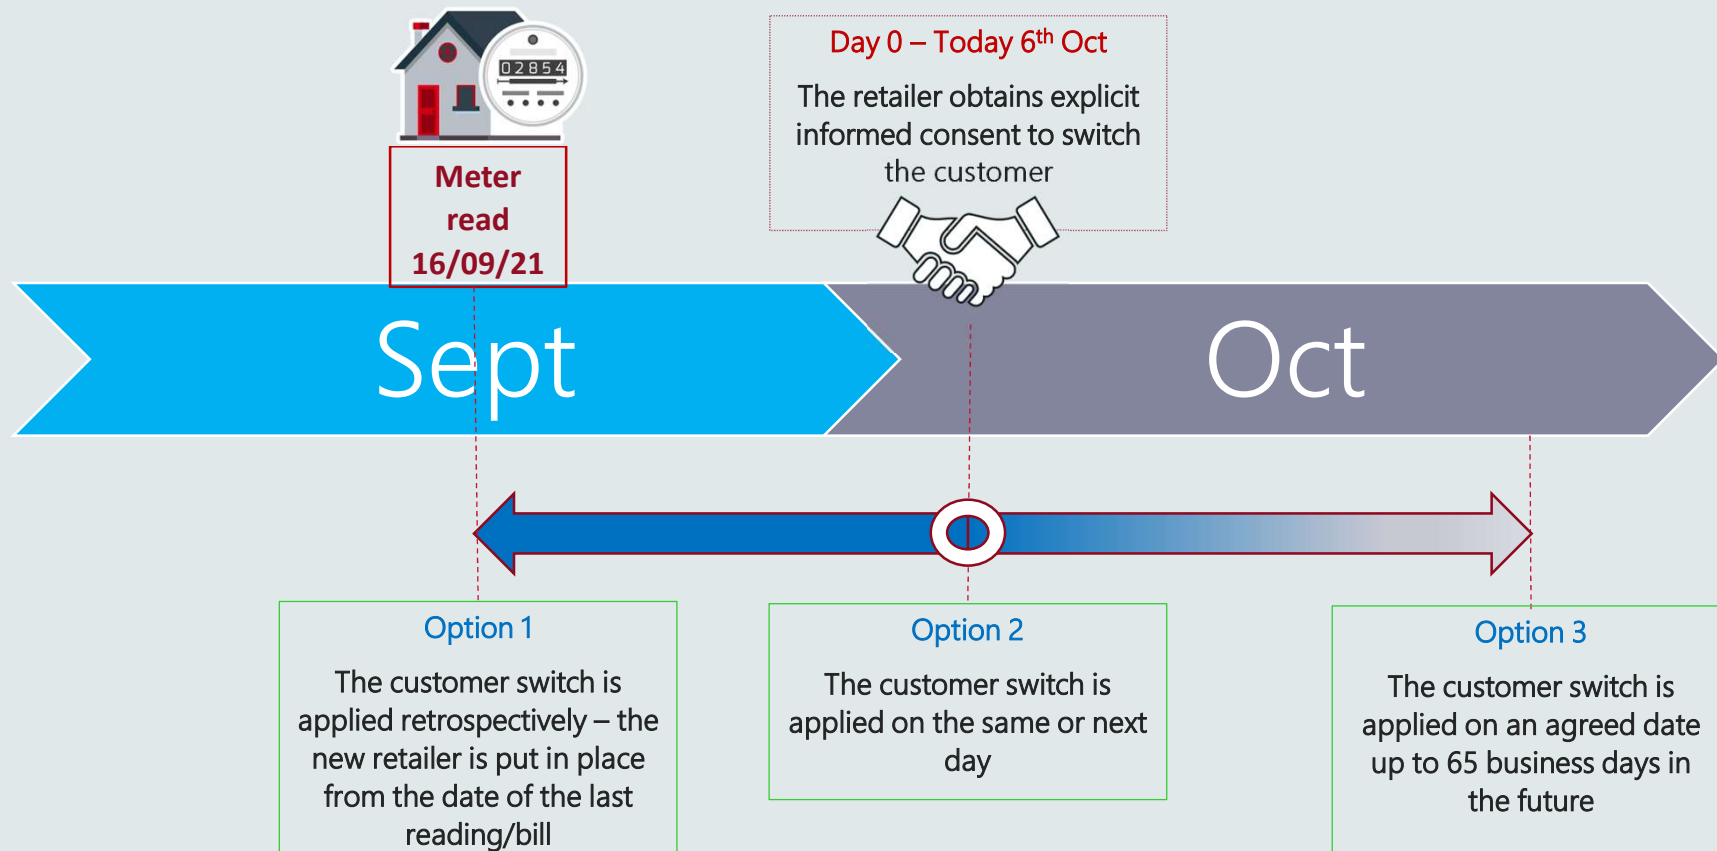 02854
Meter
read
16/09/21
Day 0 – Today 6th Oct
The retailer obtains explicit
informed consent to switch
the customer
Sept
Oct
Option 1
The customer switch is
applied retrospectively – the
new retailer is put in place
from the date of the last
reading/bill
Option 2
The customer switch is
applied on the same or next
day
Option 3
The customer switch is
applied on an agreed date
up to 65 business days in
the future